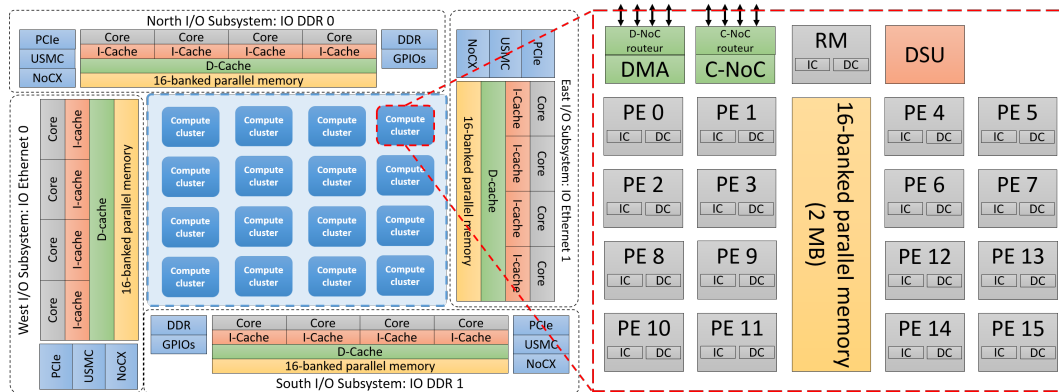 North I/O Subsystem: IO DDR 0
PCIe
USMC
NoCX
Core
Core
Core
Core
I-Cache
I-Cache
I-Cache
I-Cache
D-Cache
16-banked parallel memory
DDR
GPIOs
West I/O Subsystem: IO Ethernet 0
Core
Core
Core
Core
I-cache
I-cache
I-cache
I-cache
D-cache
16-banked parallel memory
PCIe
USMC
NoCX
Compute
cluster
Compute
cluster
Compute
cluster
Compute
cluster
Compute
cluster
Compute
cluster
Compute
cluster
Compute
cluster
Compute
cluster
Compute
cluster
Compute
cluster
Compute
cluster
Compute
cluster
Compute
cluster
Compute
cluster
Compute
cluster
NoCX
USMC
PCIe
16-banked parallel memory
D-cache
I-Cache
I-Cache
I-Cache
I-Cache
Core
Core
Core
Core
East I/O Subsystem: IO Ethernet 1
DDR
GPIOs
Core
Core
Core
Core
I-Cache
I-Cache
I-Cache
I-Cache
D-Cache
16-banked parallel memory
PCIe
USMC
NoCX
South I/O Subsystem: IO DDR 1
D-NoC
routeur
DMA
C-NoC
routeur
C-NoC
RM
IC DC
DSU
PE 0
IC DC
PE 1
IC DC
PE 4
IC DC
PE 5
IC DC
PE 2
IC DC
PE 3
IC DC
PE 6
IC DC
PE 7
IC DC
16-banked parallel memory
(2 MB)
PE 8
IC DC
PE 9
IC DC
PE 12
IC DC
PE 13
IC DC
PE 10
IC DC
PE 11
IC DC
PE 14
IC DC
PE 15
IC DC